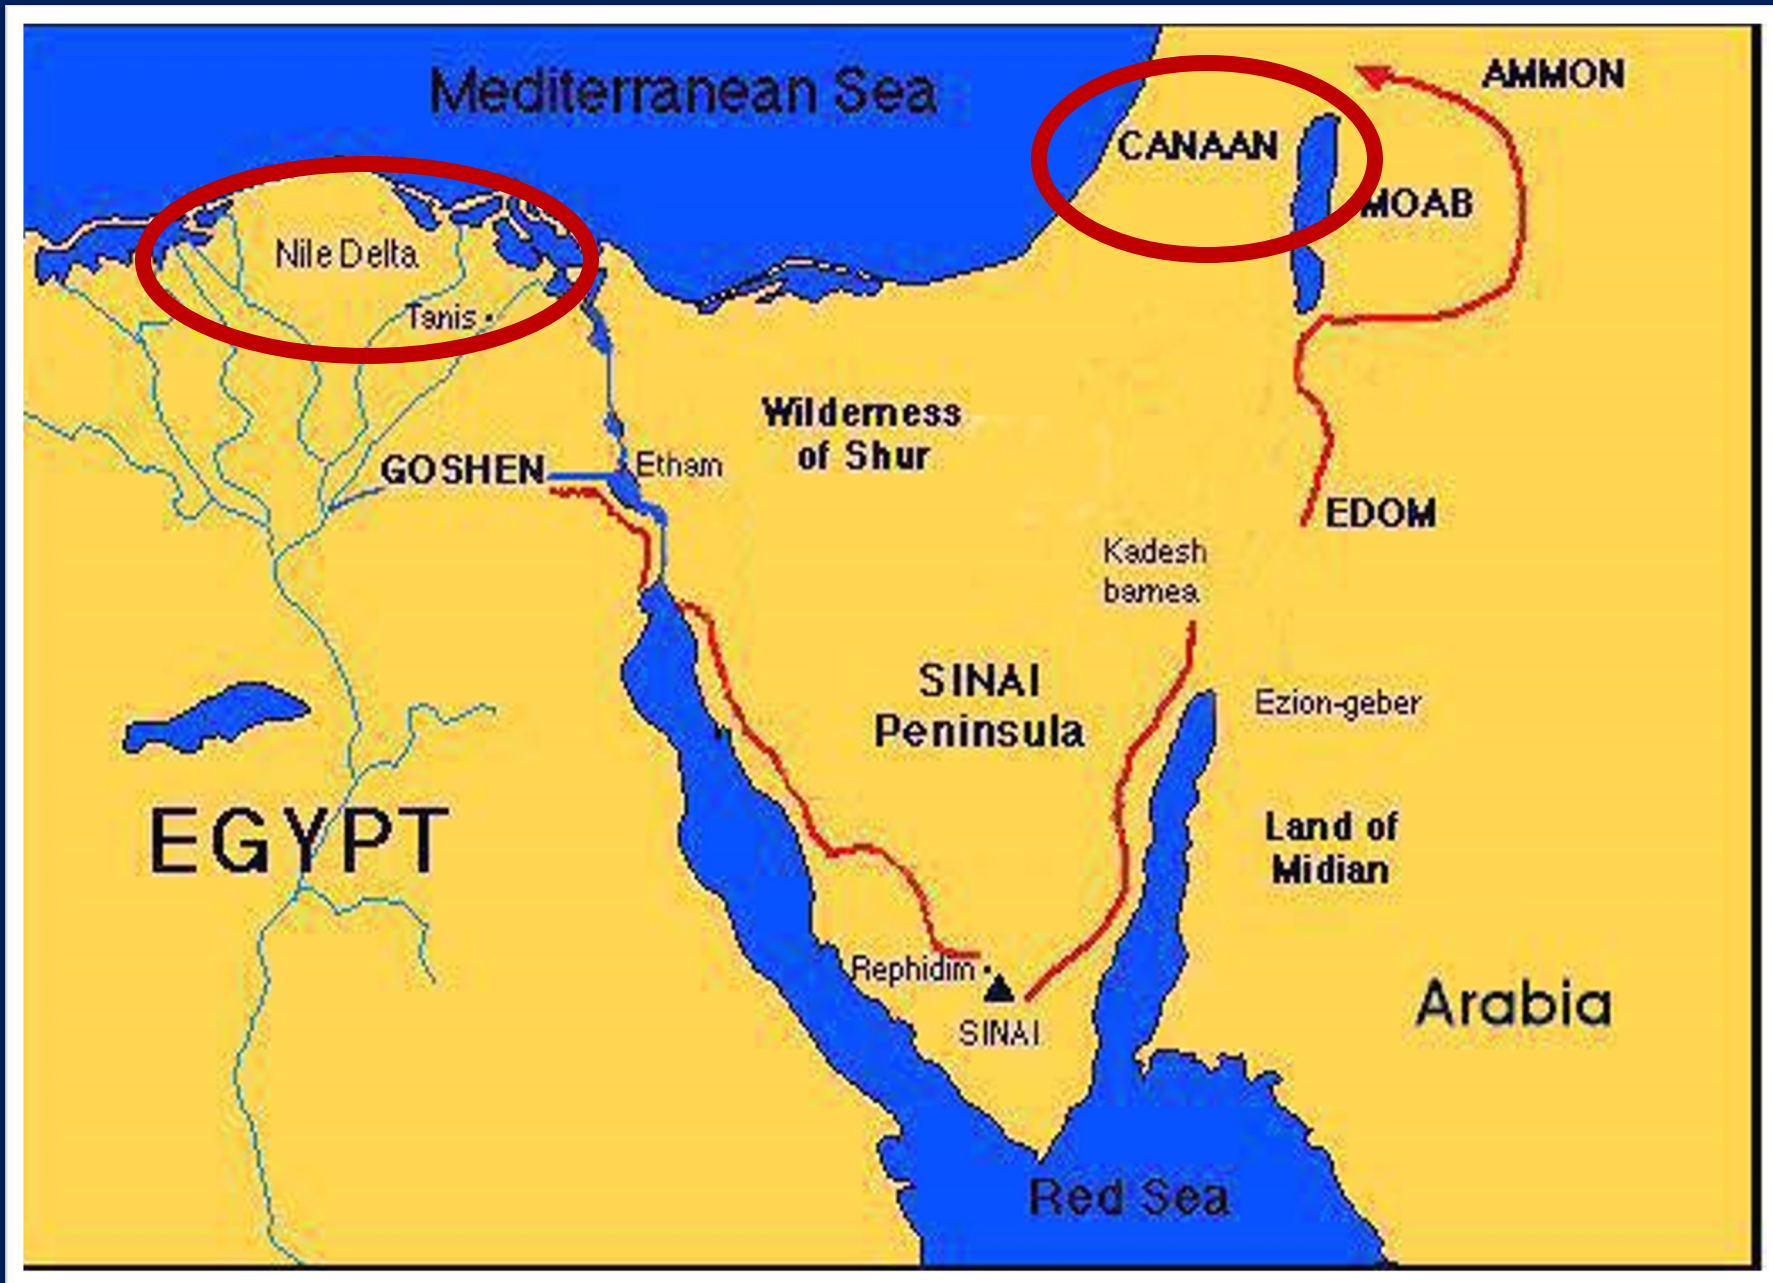 Mediterranean Sea
AMMON
CANAAN
MOAB
Nile Delta
Tanis
Wilderness
of Shur
GOSHEN
Etham
EDOM
Kadesh
barnea
SINAI
Peninsula
Ezion-geber
EGYPT
Land of
Midian
Rephidim
SINAI
Arabia
Red Sea